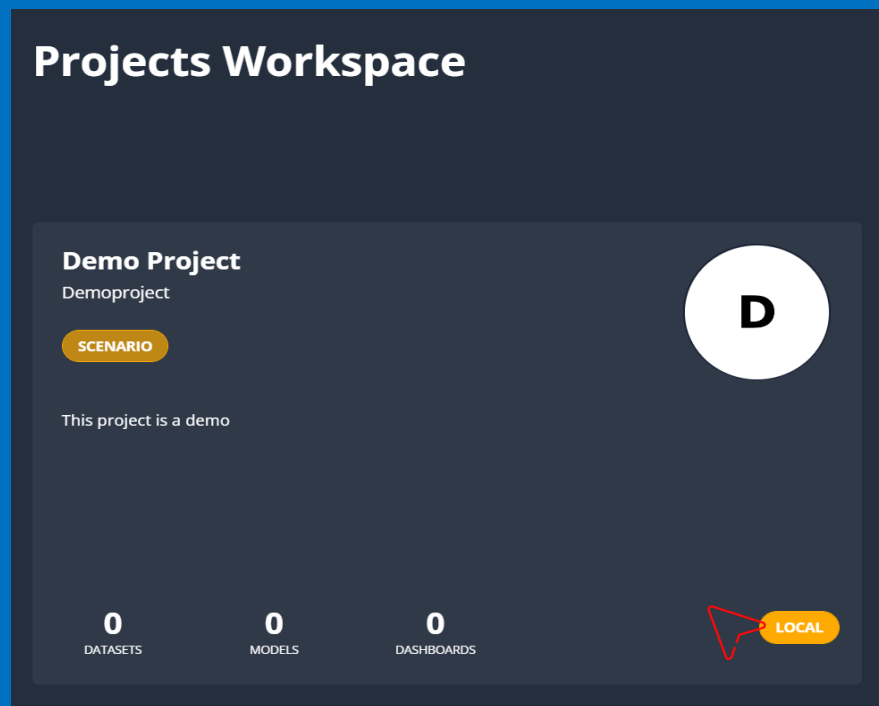 Projects Workspace
Demo Project
Demoproject
D
SCENARIO
This project is a demo
0 0 0
DATASETS MODELS DASHBOARDS
LOCAL